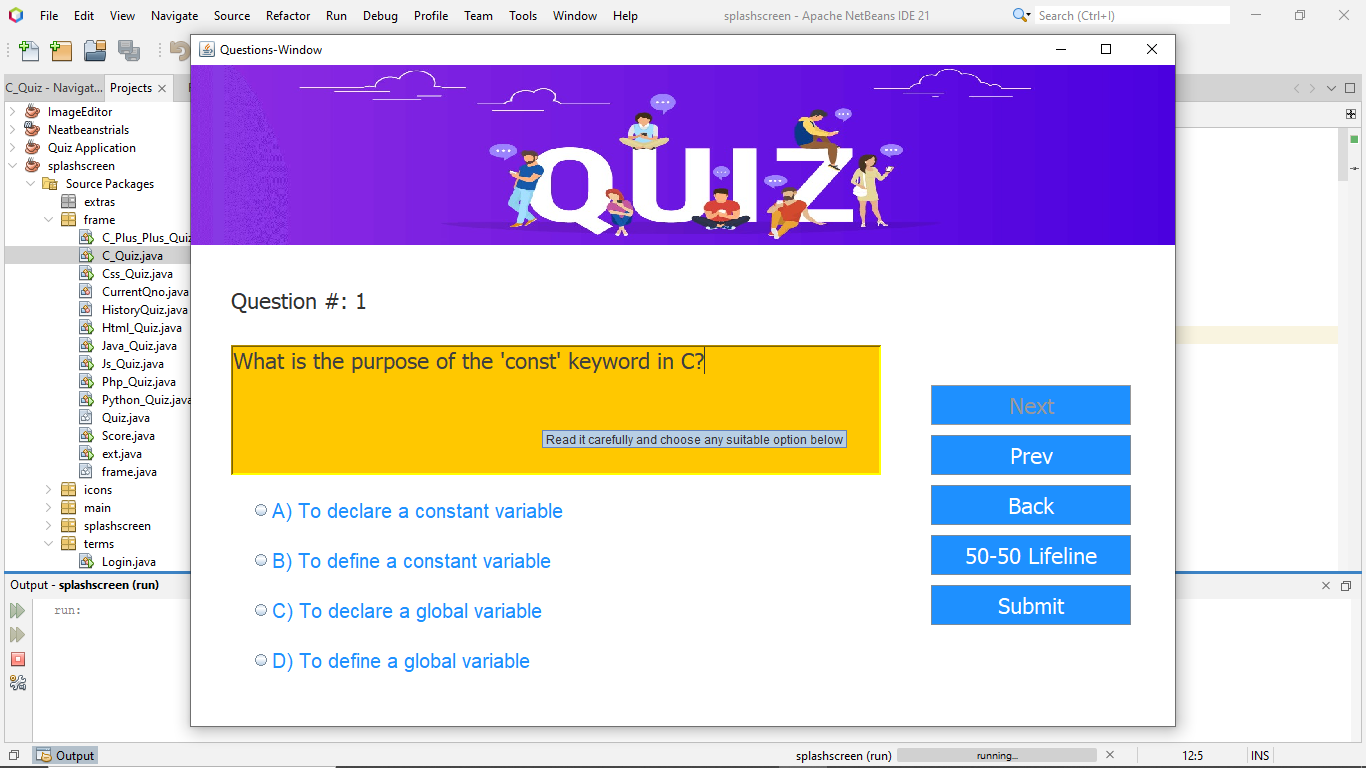 File Edit View Navigate Source Refactor Run Debug Profile Team Tools Window Help
splashscreen - Apache NetBeans IDE 21
Search (Ctrl+I)
Questions-Window
C_Quiz - Navigat...
Projects
ImageEditor
Neatbeanstrials
Quiz Application
splashscreen
Source Packages
extras
frame
C_Plus_Plus_Quiz
C_Quiz.java
Css_Quiz.java
CurrentQno.java
HistoryQuiz.java
Html_Quiz.java
Java_Quiz.java
Js_Quiz.java
Php_Quiz.java
Python_Quiz.java
Quiz.java
Score.java
ext.java
frame.java
icons
main
splashscreen
terms
Login.java
QUIZ
Question #: 1
What is the purpose of the 'const' keyword in C?
Read it carefully and choose any suitable option below
A) To declare a constant variable
B) To define a constant variable
C) To declare a global variable
D) To define a global variable
Next
Prev
Back
50-50 Lifeline
Submit
Output - splashscreen (run)
run:
Output
splashscreen (run)
running...
12:5
INS